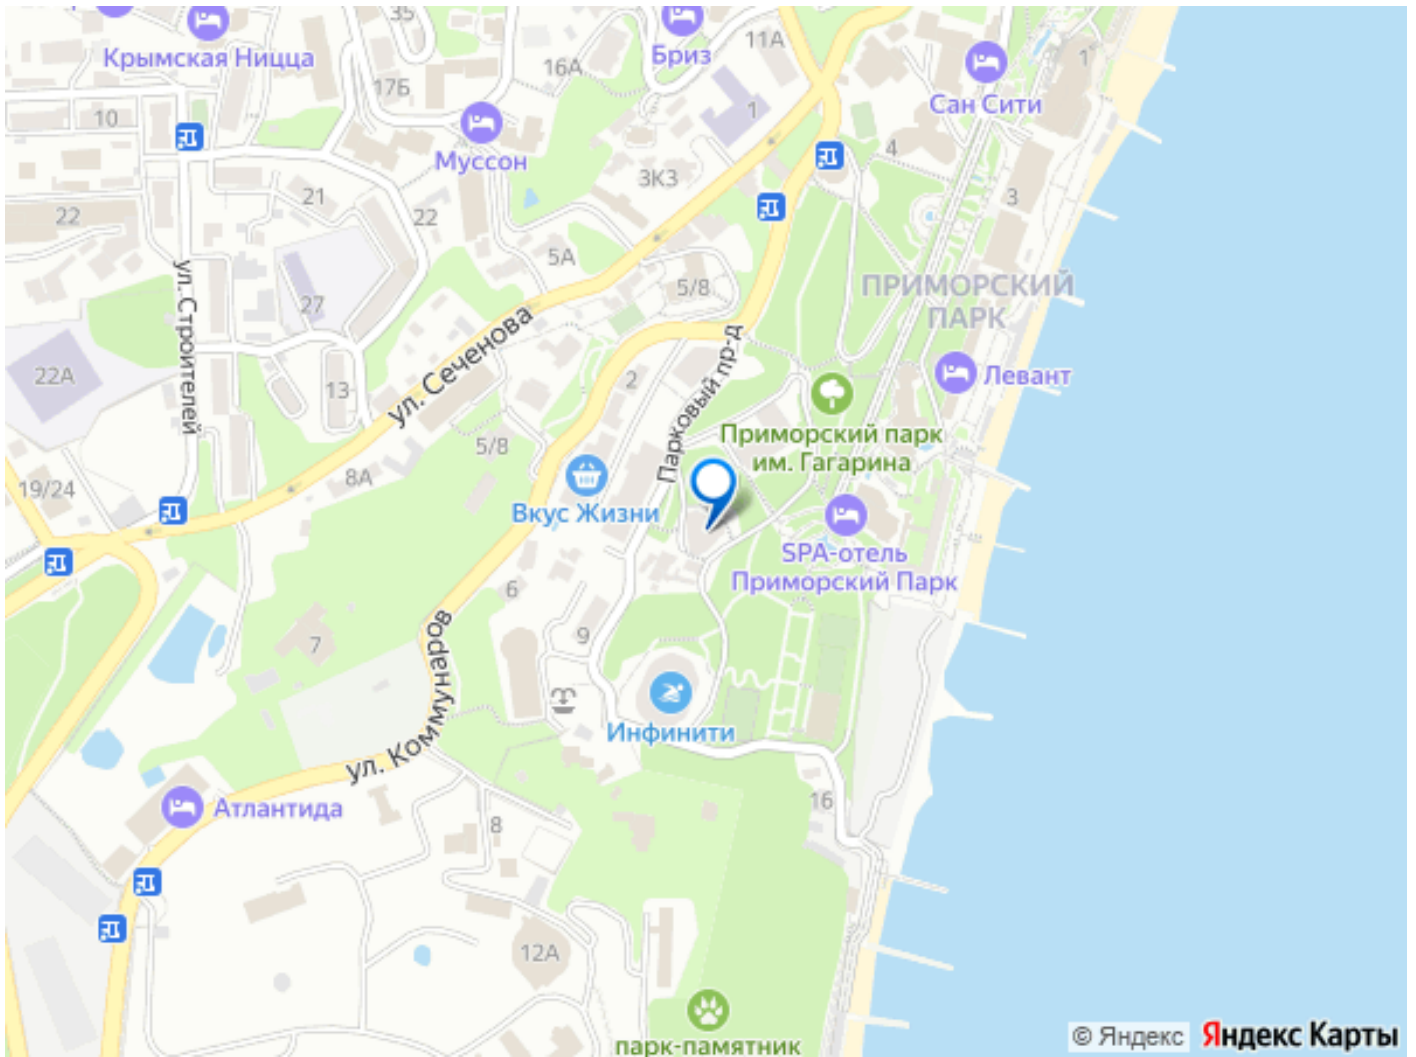 35
Крымская Ницца
Бриз
11А
1
17Б
16А
Сан Сити
10
1
Муссон
3К3
4
21
22
22
3
5А
ПРИМОРСКИЙ
ПАРК
5/8
27
ул. Строителей
ул. Сеченова
22А
13
2
Парковый пр-д
Левант
Приморский парк
им. Гагарина
5/8
8А
19/24
Вкус Жизни
SPA-отель
Приморский Парк
6
9
7
ул. Коммунаров
Инфинити
16
Атлантида
8
12А
парк-памятник
© Яндекс
Яндекс Карты